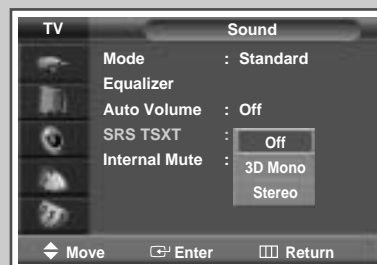 TV Sound
Mode : Standard
Equalizer
Auto Volume : Off
SRS TSXT : Off
3D Mono
Internal Mute :
Stereo
Move Enter Return